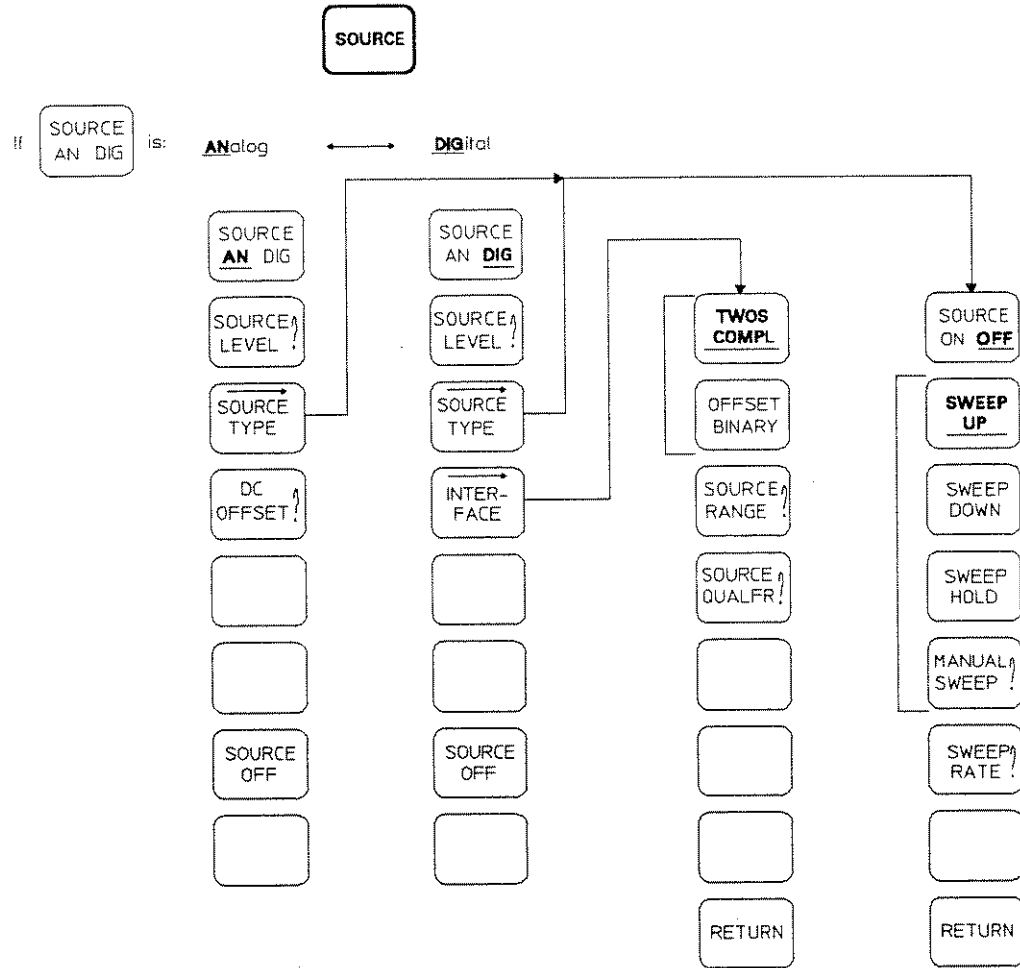 SOURCE
If
SOURCE
AN DIG
is:
ANalog
DIGital
SOURCE
AN DIG
SOURCE
LEVEL ?
SOURCE
TYPE
DC
OFFSET ?
SOURCE
OFF
SOURCE
AN DIG
SOURCE
LEVEL ?
SOURCE
TYPE
INTER-
FACE
SOURCE
OFF
TWOS
COMPL
OFFSET
BINARY
SOURCE
RANGE ?
SOURCE
QUALFR ?
RETURN
SOURCE
ON OFF
SWEEP
UP
SWEEP
DOWN
SWEEP
HOLD
MANUAL
SWEEP ?
SWEEP
RATE ?
RETURN